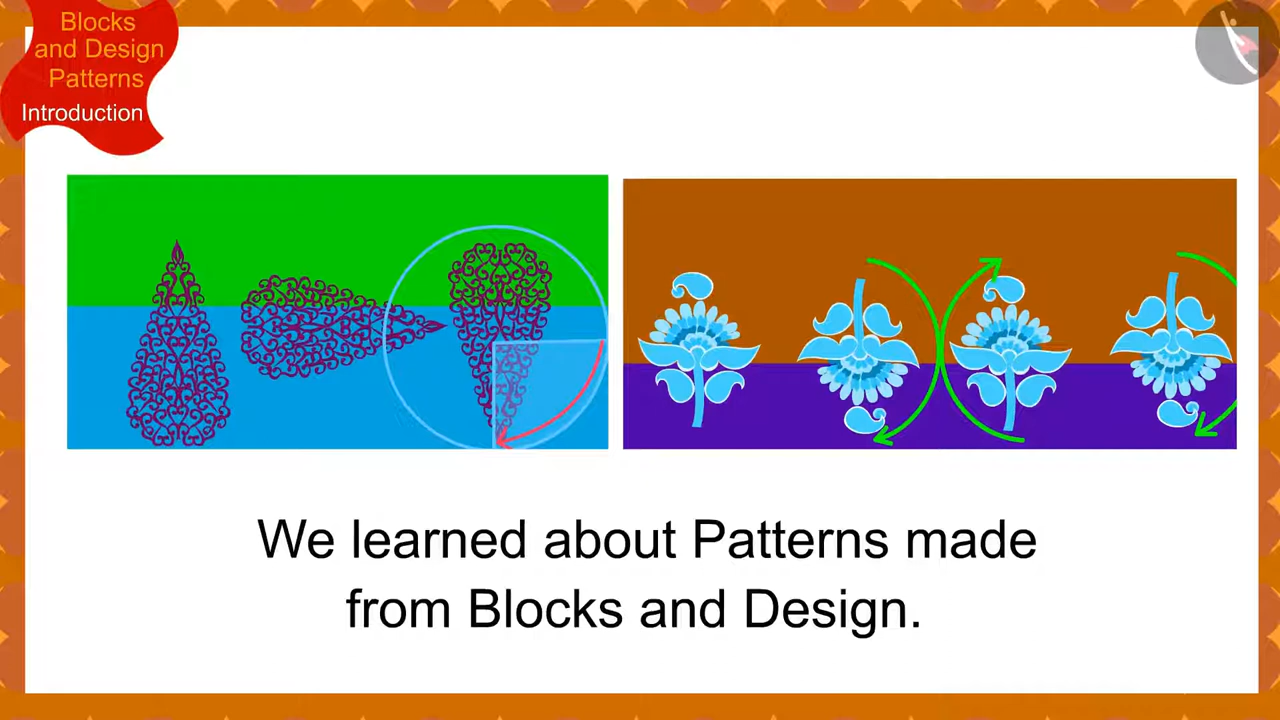 Blocks
and Design
Patterns
Introduction
We learned about Patterns made
from Blocks and Design.